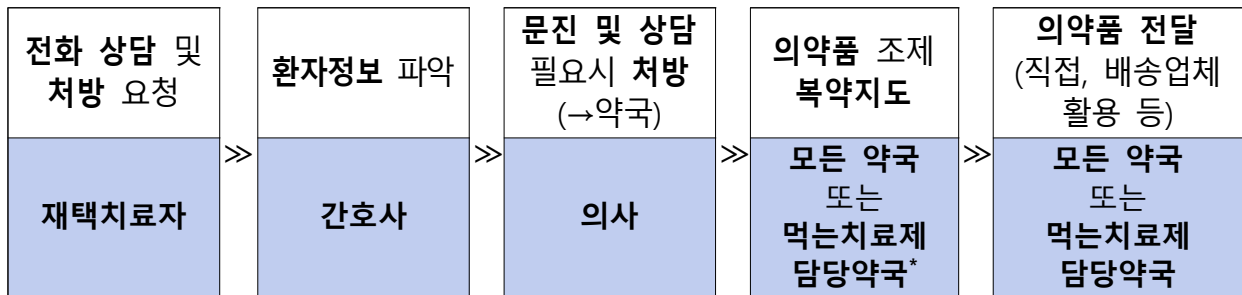 전화 상담 및
처방 요청
재택치료자
≫
환자정보 파악
간호사
≫
문진 및 상담
필요시 처방
(→약국)
의사
≫
의약품 조제
복약지도
모든 약국
또는
먹는치료제
담당약국*
≫
의약품 전달
(직접, 배송업체
활용 등)
모든 약국
또는
먹는치료제
담당약국